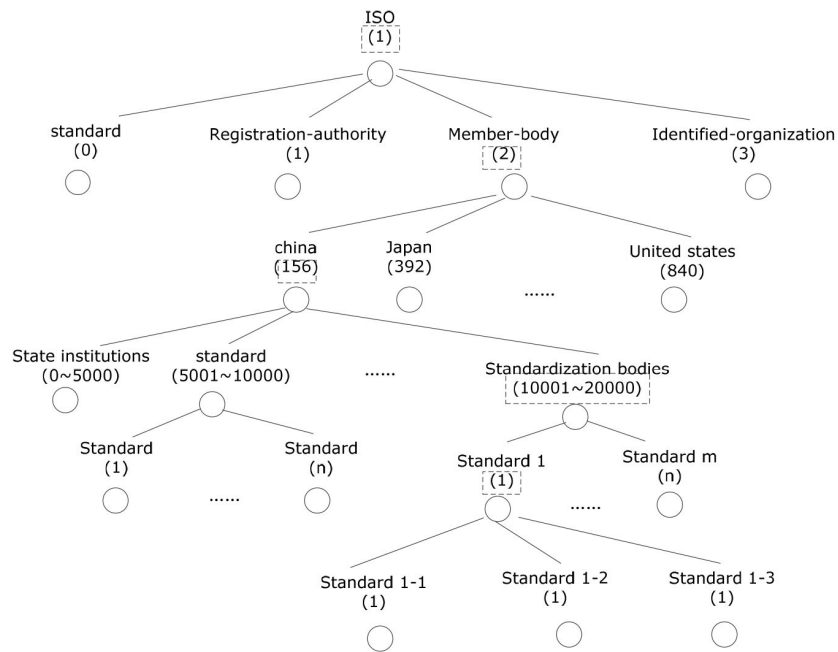 ISO
(1)
standard
(0)
Registration-authority
(1)
Member-body
(2)
Identified-organization
(3)
china
(156)
Japan
(392)
......
United states
(840)
State institutions
(0~5000)
standard
(5001~10000)
......
Standardization bodies
(10001~20000)
Standard
(1)
......
Standard
(n)
Standard 1
(1)
......
Standard m
(n)
Standard 1-1
(1)
Standard 1-2
(1)
Standard 1-3
(1)